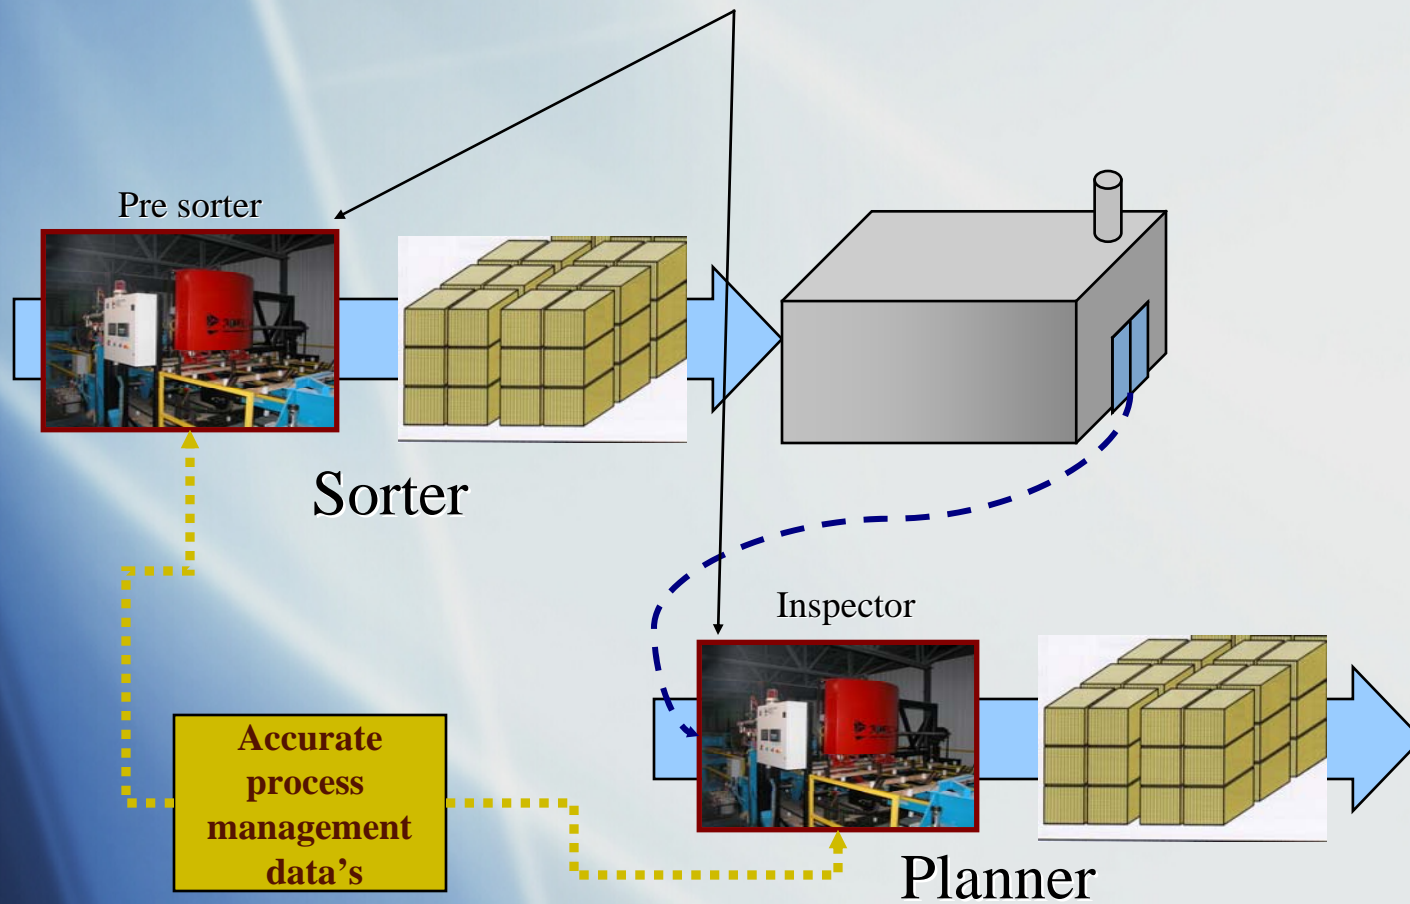 Pre sorter
Sorter
Inspector
Accurate
process
management
data’s
Planner